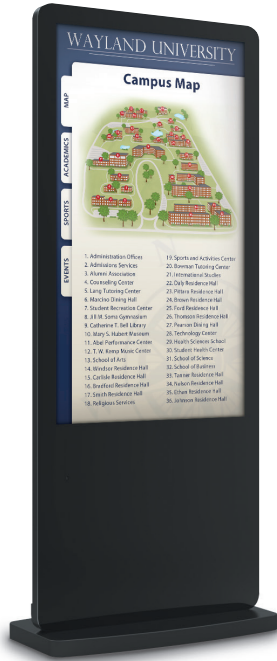 WAYLAND UNIVERSITY
Campus Map
MAP
ACADEMICS
SPORTS
EVENTS
1. Administration Offices
2. Admissions Services
3. Alumni Association
4. Counseling Center
5. Lang Tutoring Center
6. Marcino Dining Hall
7. Student Recreation Center
8. Jill W. Sams Gymnasium
9. Catherine T. Bell Library
10. Mary S. Hubert Museum
11. Abel Performance Center
12. T. W. Kemp Music Center
13. School of Arts
14. Windsor Residence Hall
15. Carlisle Residence Hall
16. Bradford Residence Hall
17. Smith Residence Hall
18. Religious Services
19. Sports and Activities Center
20. Bowman Tutoring Center
21. International Studies
22. Daly Residence Hall
23. Pittera Residence Hall
24. Brown Residence Hall
25. Ford Residence Hall
26. Thomson Residence Hall
27. Pearson Dining Hall
28. Technology Center
29. Health Sciences School
30. Student Health Center
31. School of Science
32. School of Business
33. Tanner Residence Hall
34. Nelson Residence Hall
35. Ethan Residence Hall
36. Johnson Residence Hall